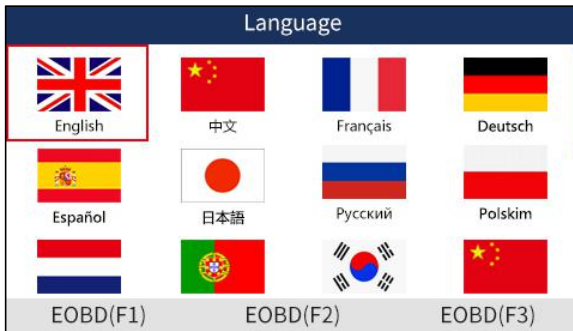 Language
English 中文 Français Deutsch
Español 日本語 Русский Polskim
EOBD(F1) EOBD(F2) EOBD(F3)